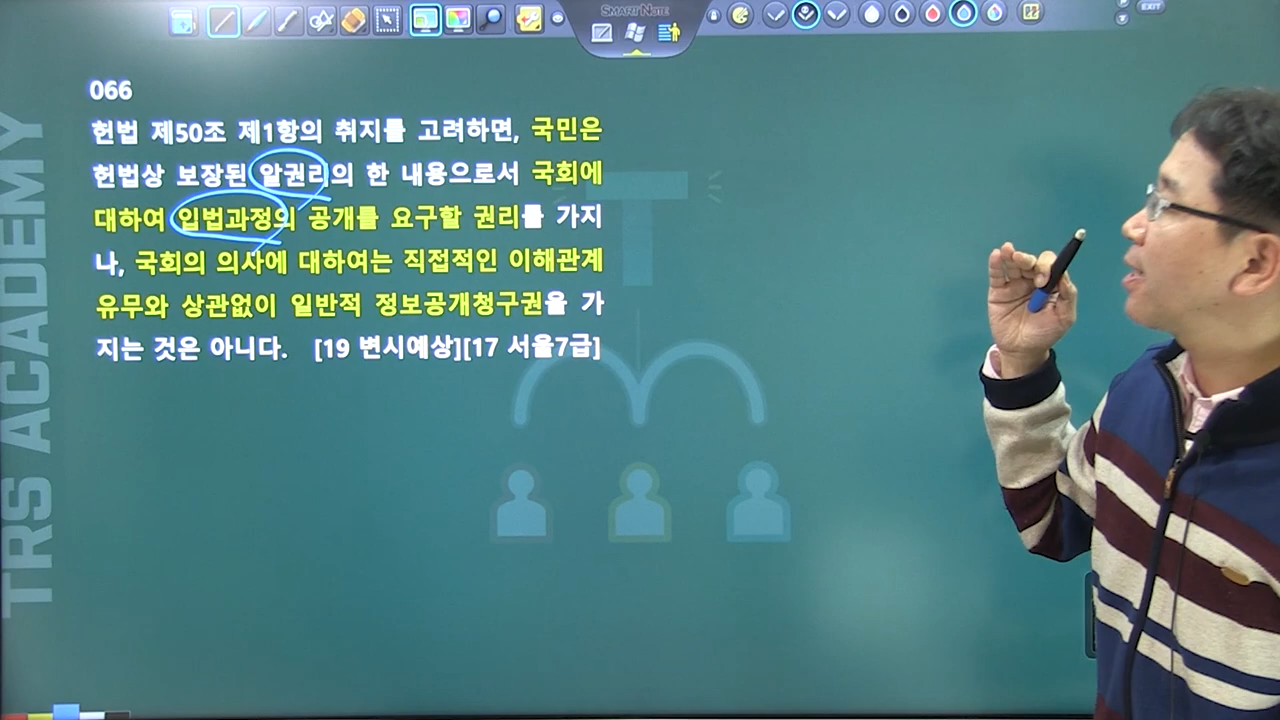 SMARTNOTE
EXIT
066
헌법 제50조 제1항의 취지를 고려하면, 국민은
헌법상 보장된 알권리의 한 내용으로서 국회에
대하여 입법과정의 공개를 요구할 권리를 가지
나, 국회의 의사에 대하여는 직접적인 이해관계
유무와 상관없이 일반적 정보공개청구권을 가
지는 것은 아니다. [19 변시예상][17 서울7급]
TRS ACADEMY